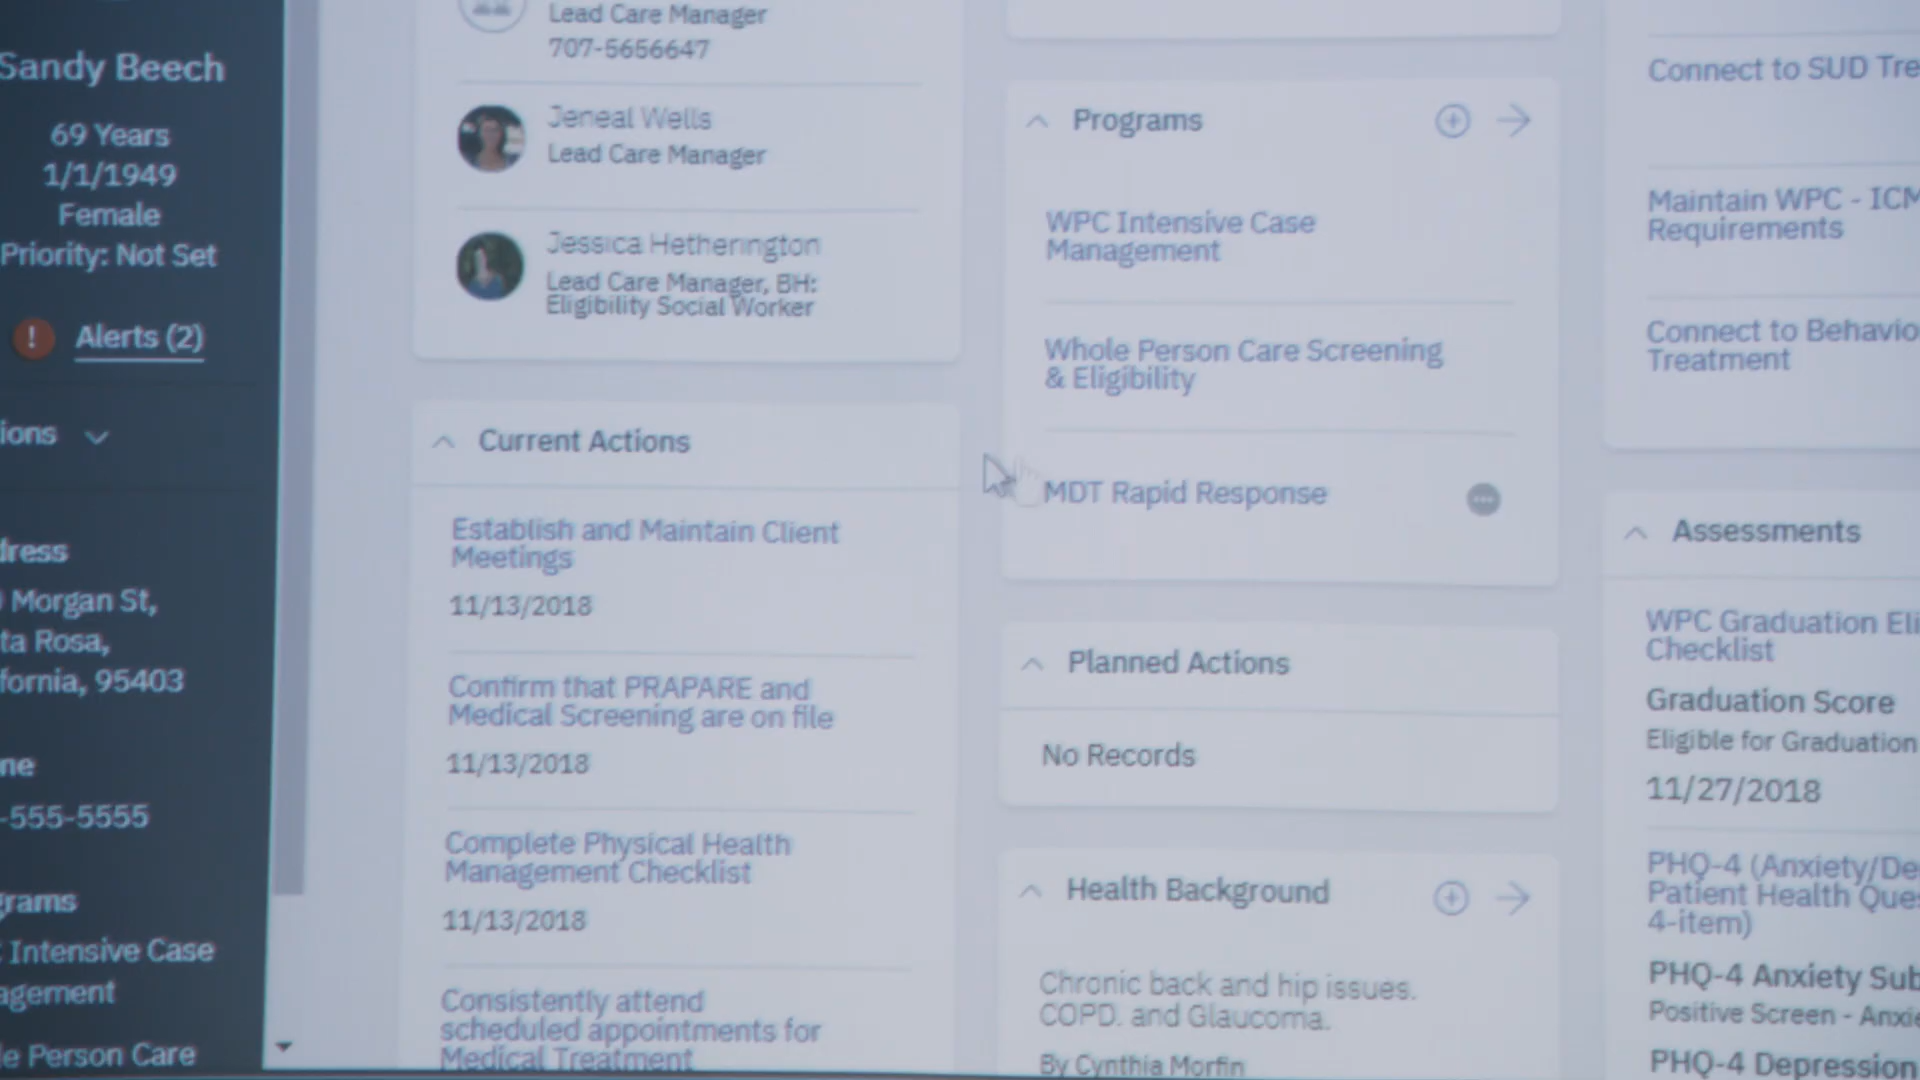 Sandy Beech
69 Years
1/1/1949
Female
Priority: Not Set
!
Alerts (2)
Morgan St,
Rosa,
95403
-555-5555
Intensive Case
Person Care
Lead Care Manager
707-5656647
Jeneal Wells
Lead Care Manager
Jessica Hetherington
Lead Care Manager, BH:
Eligibility Social Worker
Current Actions
Establish and Maintain Client
Meetings
11/13/2018
Confirm that PRAPARE and
Medical Screening are on file
11/13/2018
Complete Physical Health
Management Checklist
11/13/2018
Consistently attend
scheduled appointments for
Medical Treatment
Programs
WPC Intensive Case
Management
Whole Person Care Screening
& Eligibility
MDT Rapid Response
Planned Actions
No Records
Health Background
Chronic back and hip issues.
COPD. and Glaucoma.
By Cynthia Morfin
Connect to SUD Tre
Maintain WPC - ICM
Requirements
Connect to Behavio
Treatment
Assessments
WPC Graduation Eli
Checklist
Graduation Score
Eligible for Graduation
11/27/2018
PHQ-4 (Anxiety/De
Patient Health Ques
4-item)
PHQ-4 Anxiety Sub
Positive Screen - Anxie
PHQ-4 Depression